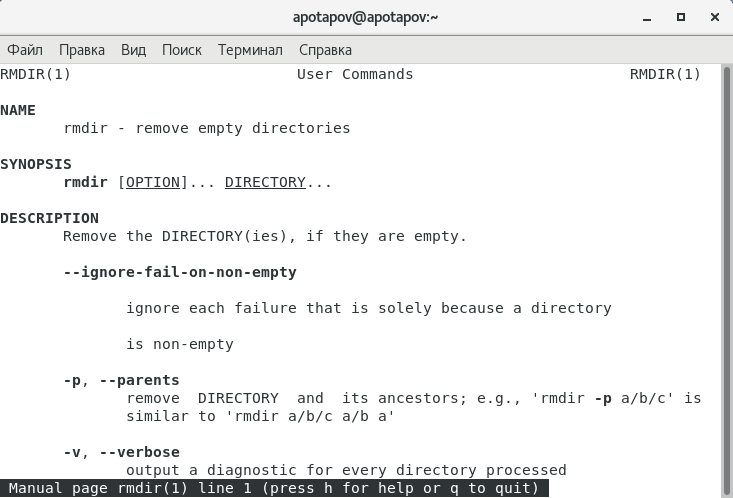 apotapov@apotapov:~
Файл Правка Вид Поиск Терминал Справка
RMDIR(1) User Commands RMDIR(1)
NAME
rmdir - remove empty directories
SYNOPSIS
rmdir [OPTION]... DIRECTORY...
DESCRIPTION
Remove the DIRECTORY(ies), if they are empty.
--ignore-fail-on-non-empty
ignore each failure that is solely because a directory
is non-empty
-p, --parents
remove DIRECTORY and its ancestors; e.g., 'rmdir -p a/b/c' is
similar to 'rmdir a/b/c a/b a'
-v, --verbose
output a diagnostic for every directory processed
Manual page rmdir(1) line 1 (press h for help or q to quit)